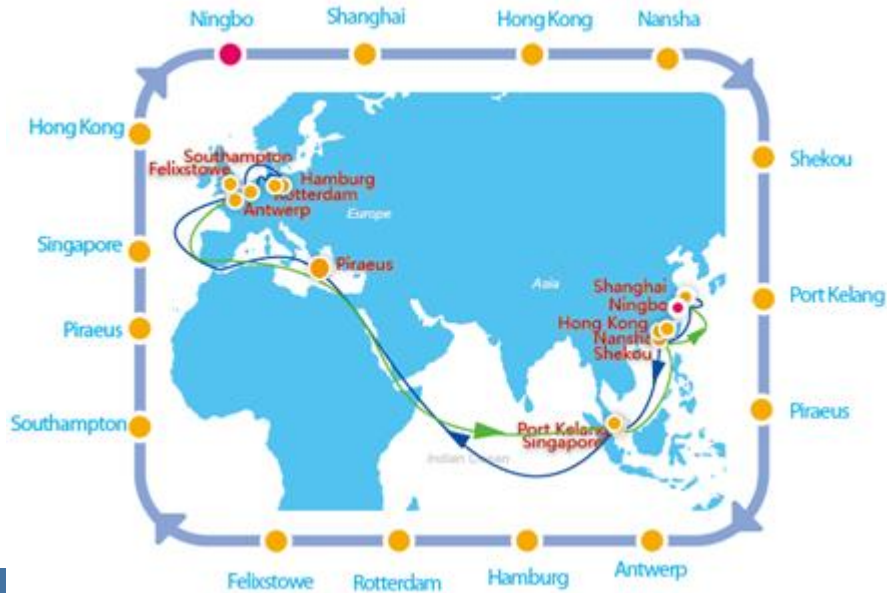 Ningbo
Shanghai
Hong Kong
Nansha
Hong Kong
Shekou
Southampton
Felixstowe
Hamburg
Rotterdam
Antwerp
Europe
Singapore
Piraeus
Asia
Shanghai
Ningbo
Port Kelang
Hong Kong
Nansha
Shekou
Piraeus
Southampton
Port Kelang
Singapore
Piraeus
Indian Ocean
Felixstowe
Rotterdam
Hamburg
Antwerp